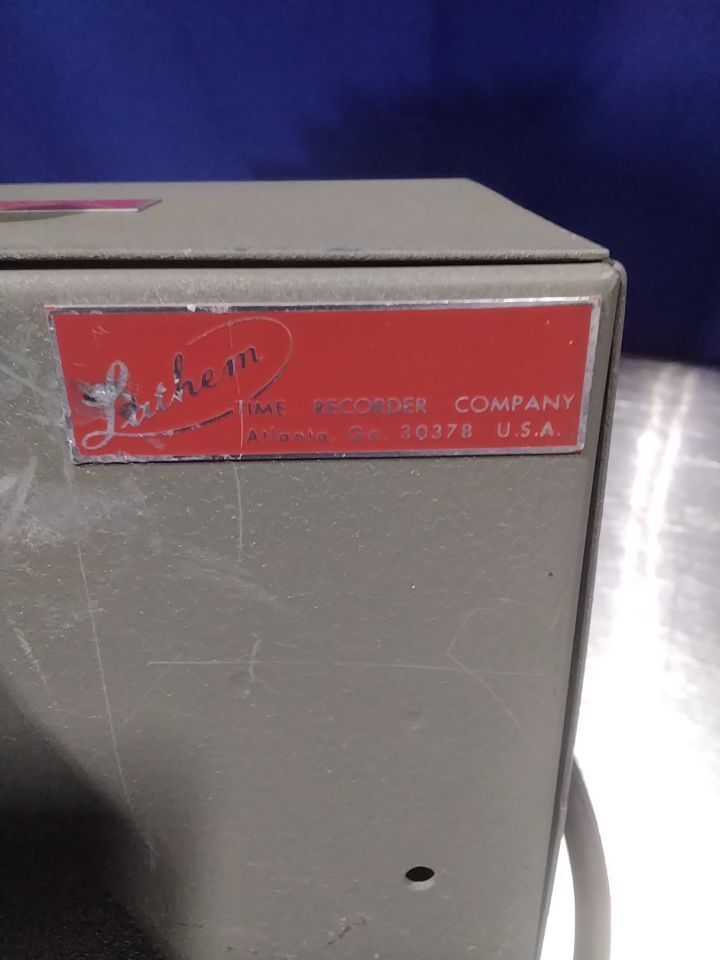 Lathem
TIME RECORDER COMPANY
Atlanta, Ga. 30378 U.S.A.